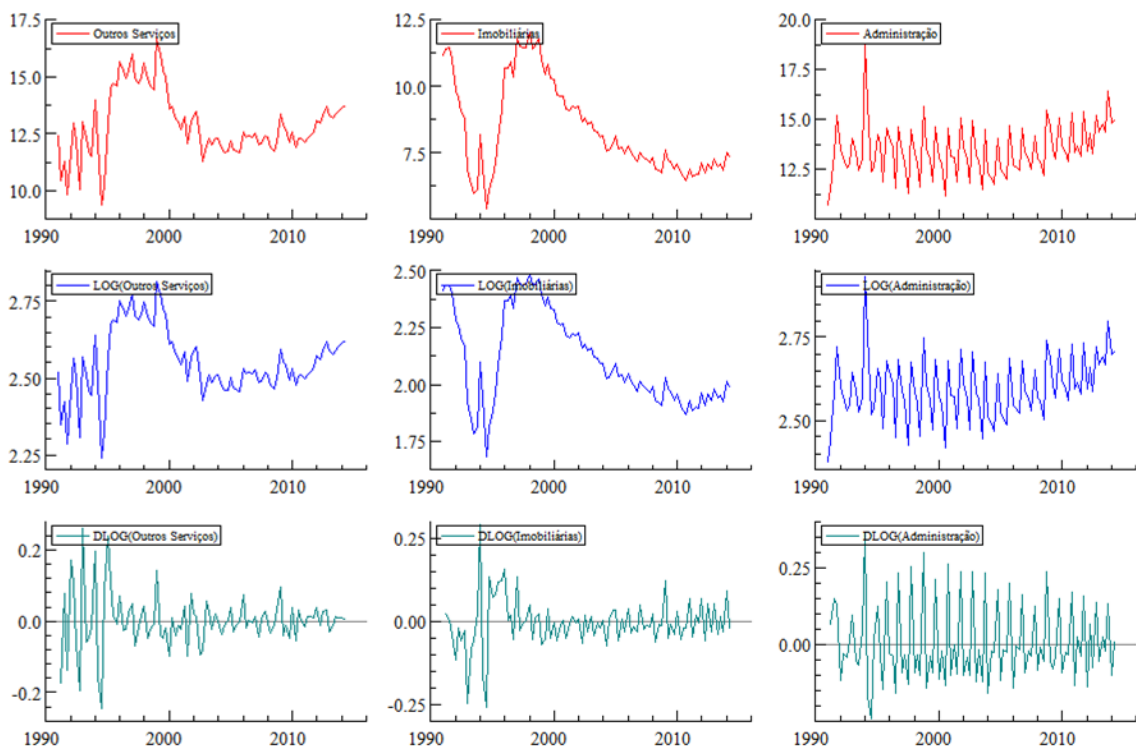 17.5 Outros Serviços
15.0
12.5
10.0
1990 2000 2010
12.5 Imobiliárias
10.0
7.5
1990 2000 2010
20.0 Administração
17.5
15.0
12.5
1990 2000 2010
LOG(Outros Serviços)
2.75
2.50
2.25
1990 2000 2010
2.50 LOG(Imobiliárias)
2.25
2.00
1.75
1990 2000 2010
LOG(Administração)
2.75
2.50
1990 2000 2010
DLOG(Outros Serviços)
0.2
0.0
-0.2
1990 2000 2010
DLOG(Imobiliárias)
0.25
0.00
-0.25
1990 2000 2010
DLOG(Administração)
0.25
0.00
1990 2000 2010